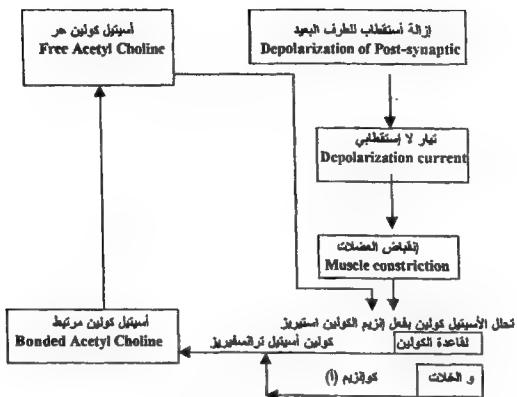 أسيتيل كولين حر
Free Acetyl Choline
إزالة أستقطاب للطرف البعيد
Depolarization of Post-synaptic
تيار لا إستقطابي
Depolarization current
إنقباض العضلات
Muscle constriction
تحلل الأسيتيل كولين بفعل إنزيم الكولين استيريز
لقاعدة الكولين
كولين أسيتيل ترانسفيريز
أسيتيل كولين مرتبط
Bonded Acetyl Choline
و الخلات
كوإنزيم (أ)